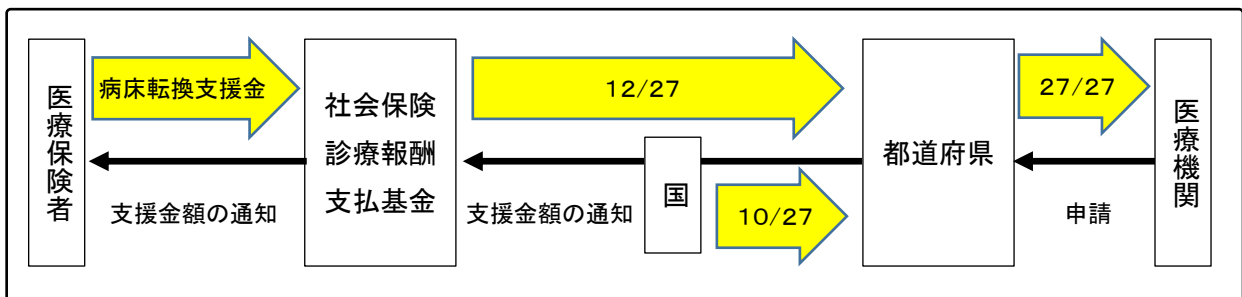 医療保険者
病床転換支援金
支援金額の通知
社会保険
診療報酬
支払基金
12/27
支援金額の通知
国
10/27
都道府県
27/27
申請
医療機関